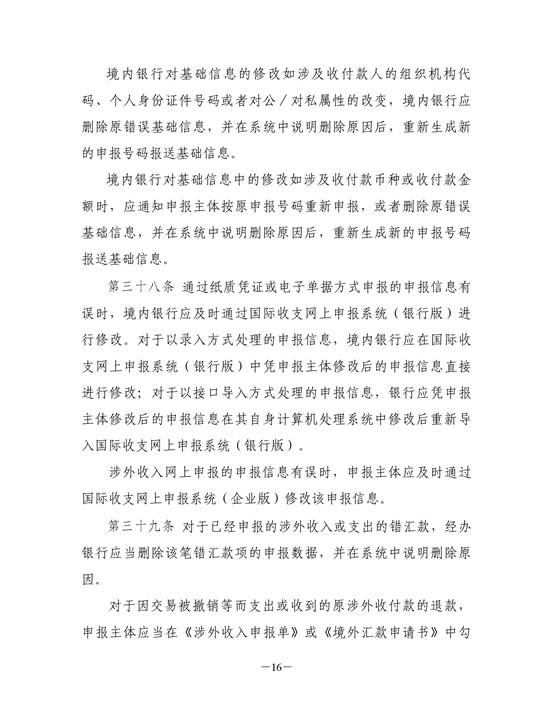 境内银行对基础信息的修改如涉及收付款人的组织机构代
码、个人身份证件号码或者对公／对私属性的改变，境内银行应
删除原错误基础信息，并在系统中说明删除原因后，重新生成新
的申报号码报送基础信息。
境内银行对基础信息中的修改如涉及收付款币种或收付款金
额时，应通知申报主体按原申报号码重新申报，或者删除原错误
基础信息，并在系统中说明删除原因后，重新生成新的申报号码
报送基础信息。
第三十八条 通过纸质凭证或电子单据方式申报的申报信息有
误时，境内银行应及时通过国际收支网上申报系统（银行版）进
行修改。对于以录入方式处理的申报信息，境内银行应在国际收
支网上申报系统（银行版）中凭申报主体修改后的申报信息直接
进行修改；对于以接口导入方式处理的申报信息，银行应凭申报
主体修改后的申报信息在其自身计算机处理系统中修改后重新导
入国际收支网上申报系统（银行版）。
涉外收入网上申报的申报信息有误时，申报主体应及时通过
国际收支网上申报系统（企业版）修改该申报信息。
第三十九条 对于已经申报的涉外收入或支出的错汇款，经办
银行应当删除该笔错汇款项的申报数据，并在系统中说明删除原
因。
对于因交易被撤销等而支出或收到的原涉外收付款的退款，
申报主体应当在《涉外收入申报单》或《境外汇款申请书》中勾
—16—